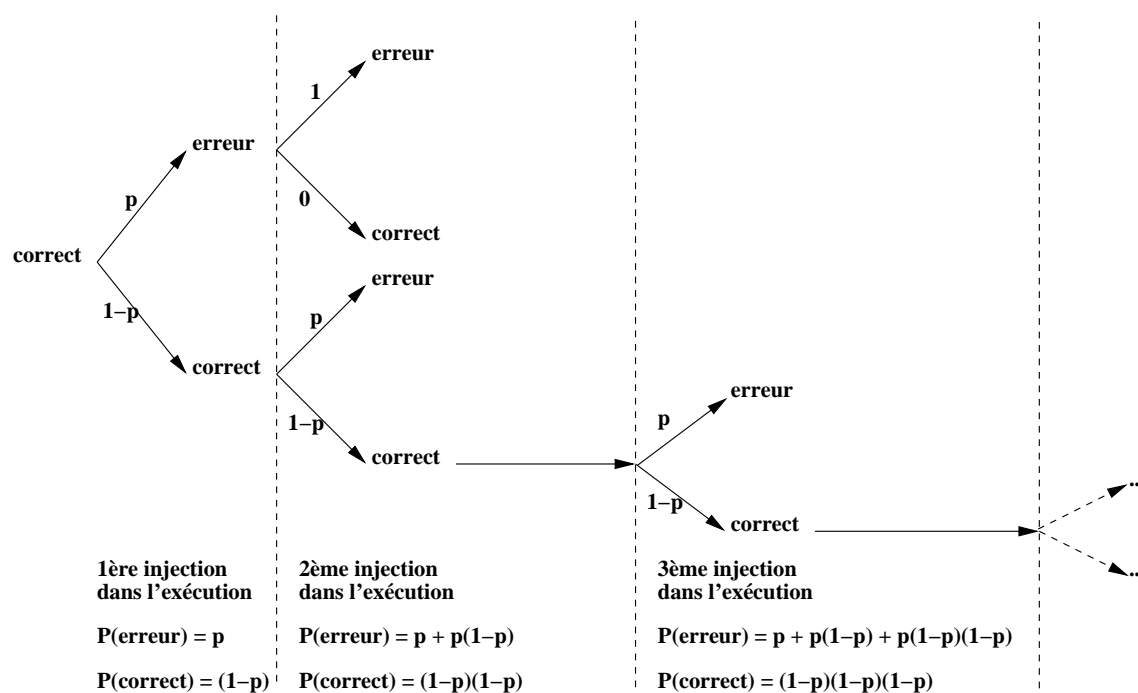 erreur
1
erreur
p
0
correct
correct
erreur
1−p
p
correct
1−p
correct
erreur
p
1−p
correct
..
..
1ère injection
dans l'exécution
P(erreur) = p
P(correct) = (1−p)
2ème injection
dans l'exécution
P(erreur) = p + p(1−p)
P(correct) = (1−p)(1−p)
3ème injection
dans l'exécution
P(erreur) = p + p(1−p) + p(1−p)(1−p)
P(correct) = (1−p)(1−p)(1−p)